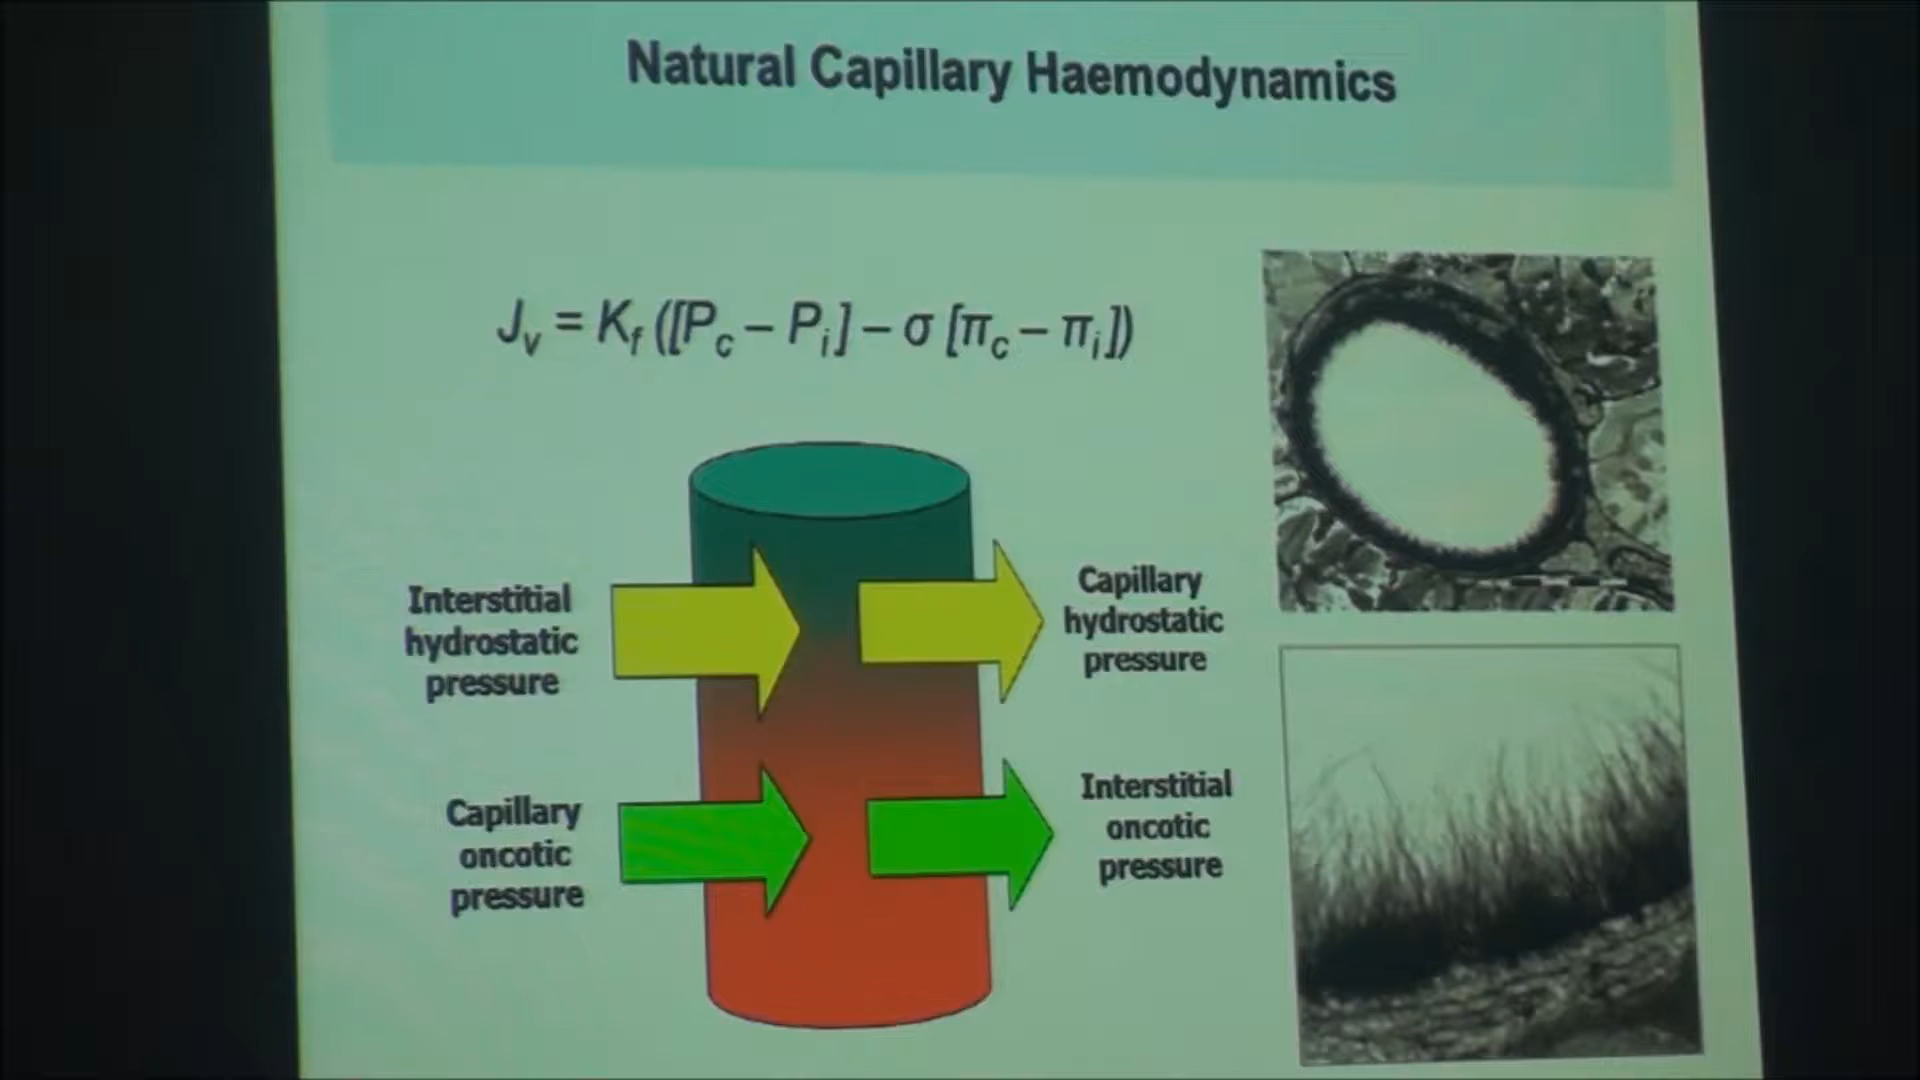 Natural Capillary Haemodynamics
Jv = Kf ([Pc – Pi] – σ [πc – πi])
Interstitial
hydrostatic
pressure
Capillary
hydrostatic
pressure
Capillary
oncotic
pressure
Interstitial
oncotic
pressure